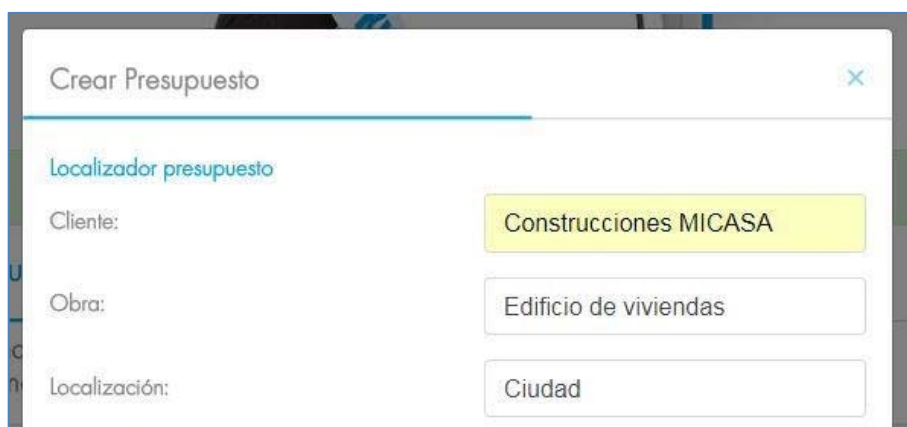 Crear Presupuesto ×
Localizador presupuesto
Cliente: Construcciones MICASA
Obra: Edificio de viviendas
Localización: Ciudad